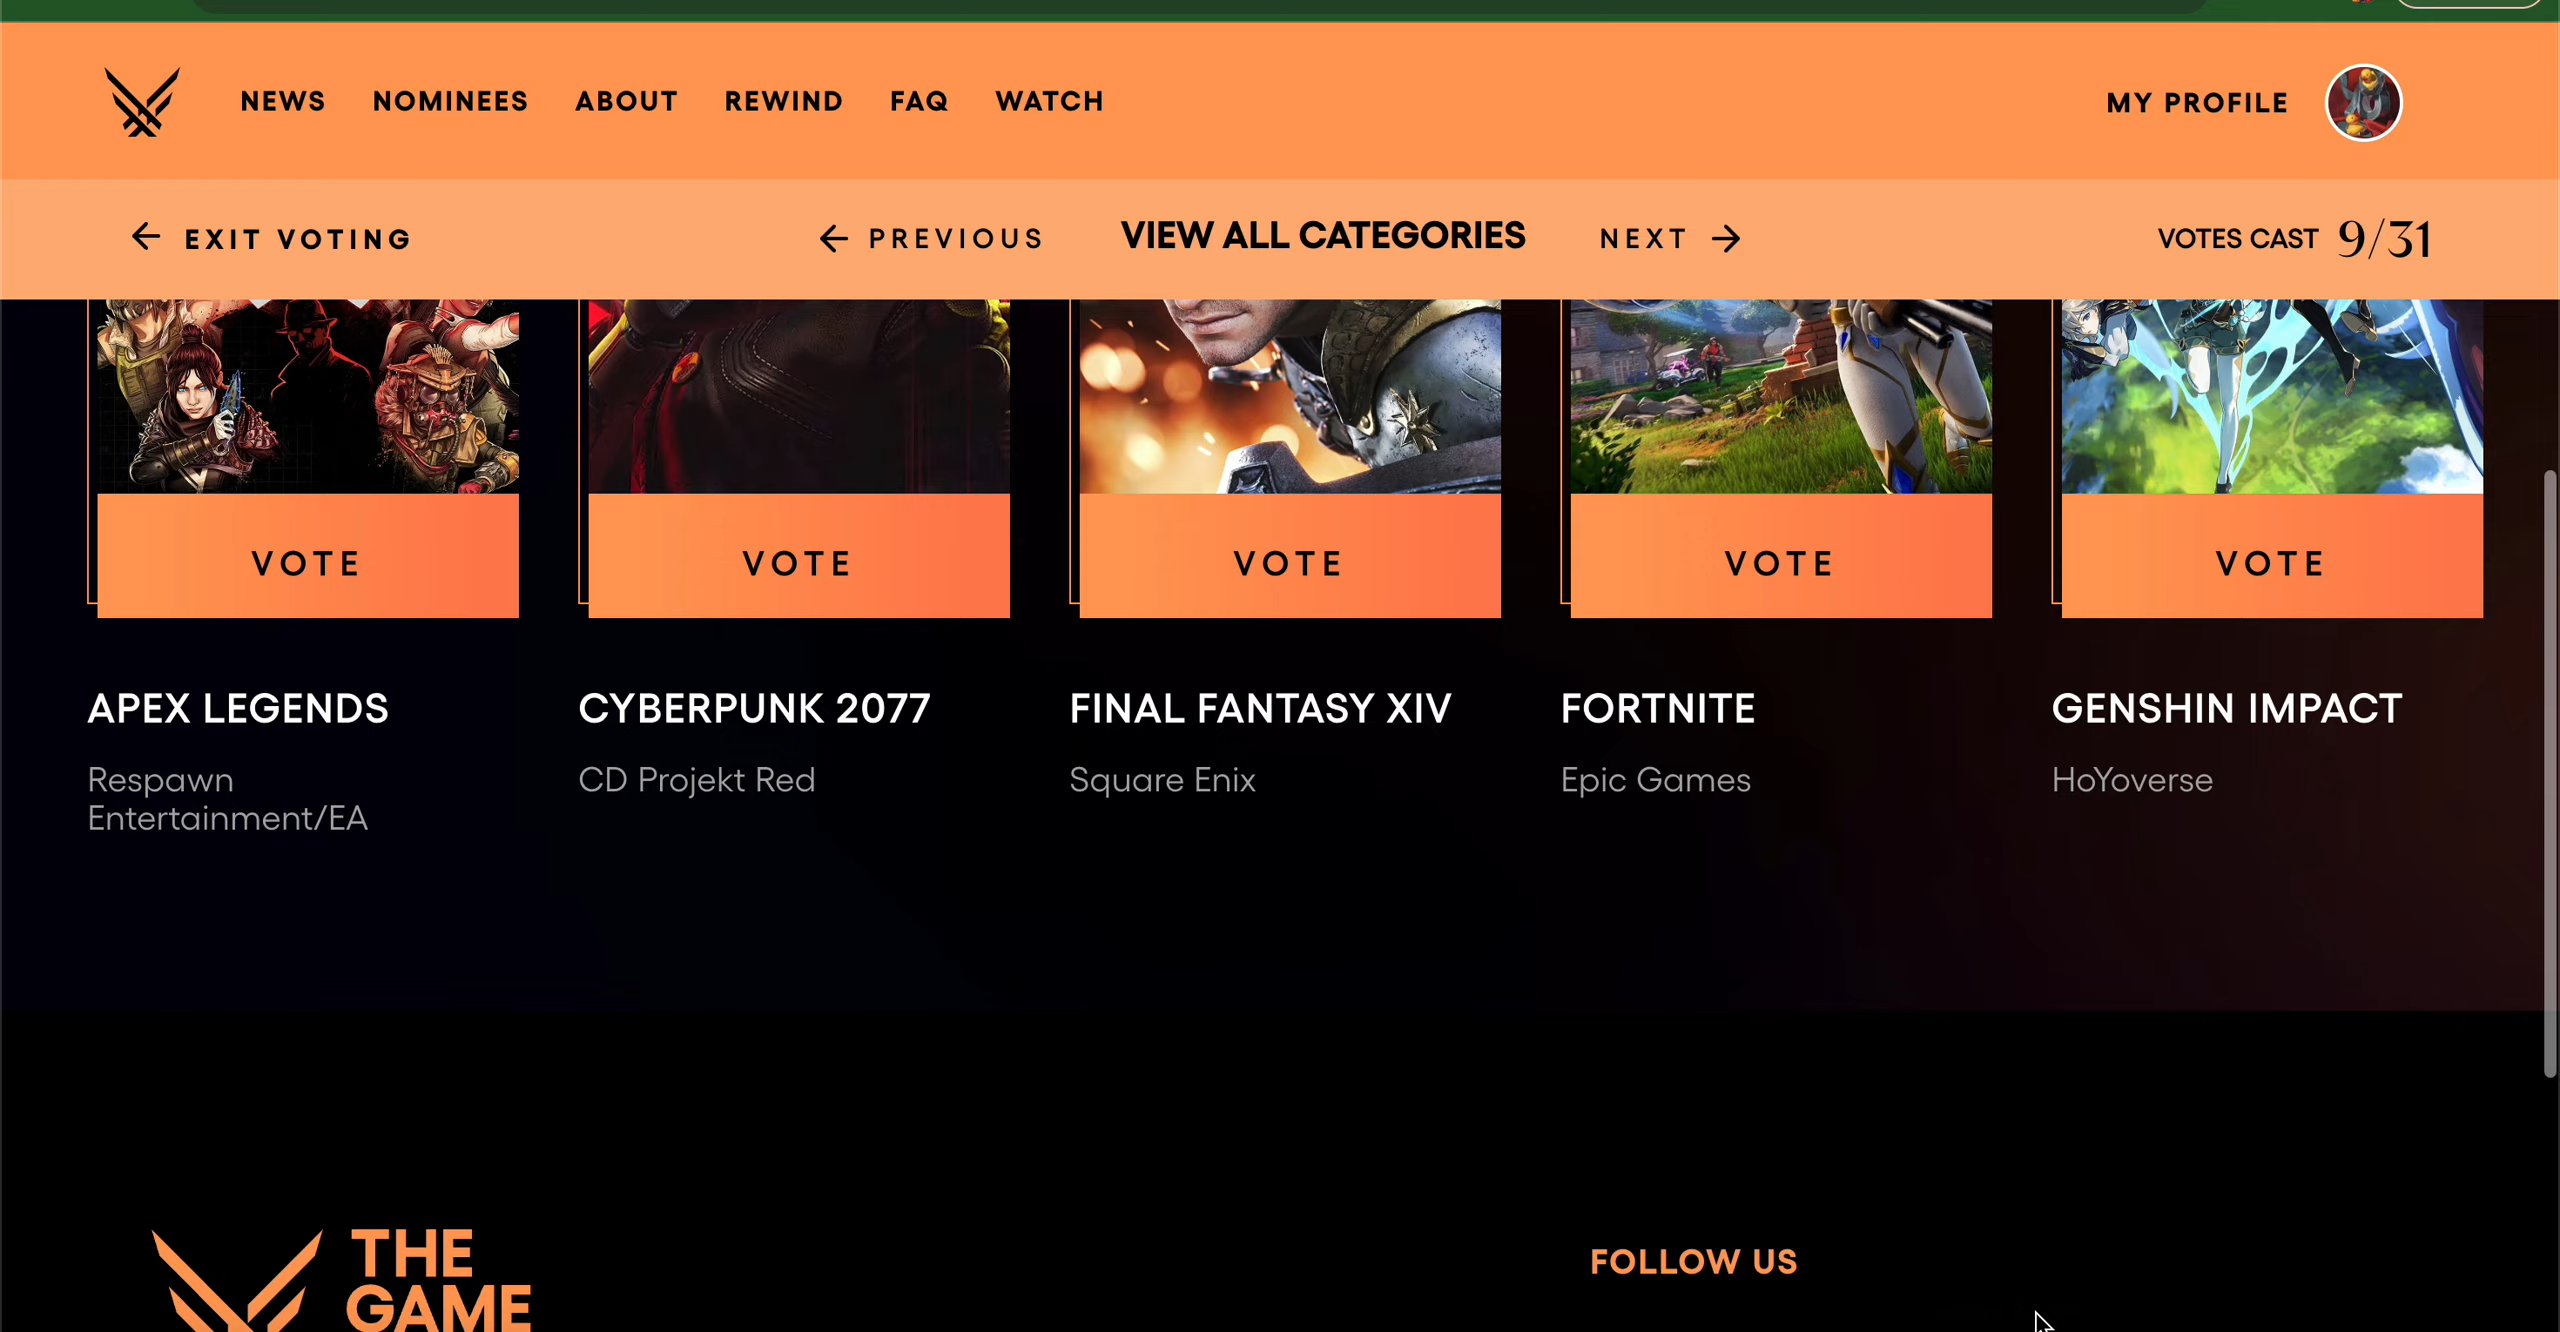 NEWS NOMINEES ABOUT REWIND FAQ WATCH MY PROFILE
EXIT VOTING PREVIOUS VIEW ALL CATEGORIES NEXT VOTES CAST 9/31
VOTE VOTE VOTE VOTE VOTE
APEX LEGENDS
Respawn
Entertainment/EA
CYBERPUNK 2077
CD Projekt Red
FINAL FANTASY XIV
Square Enix
FORTNITE
Epic Games
GENSHIN IMPACT
HoYoverse
THE
GAME
FOLLOW US